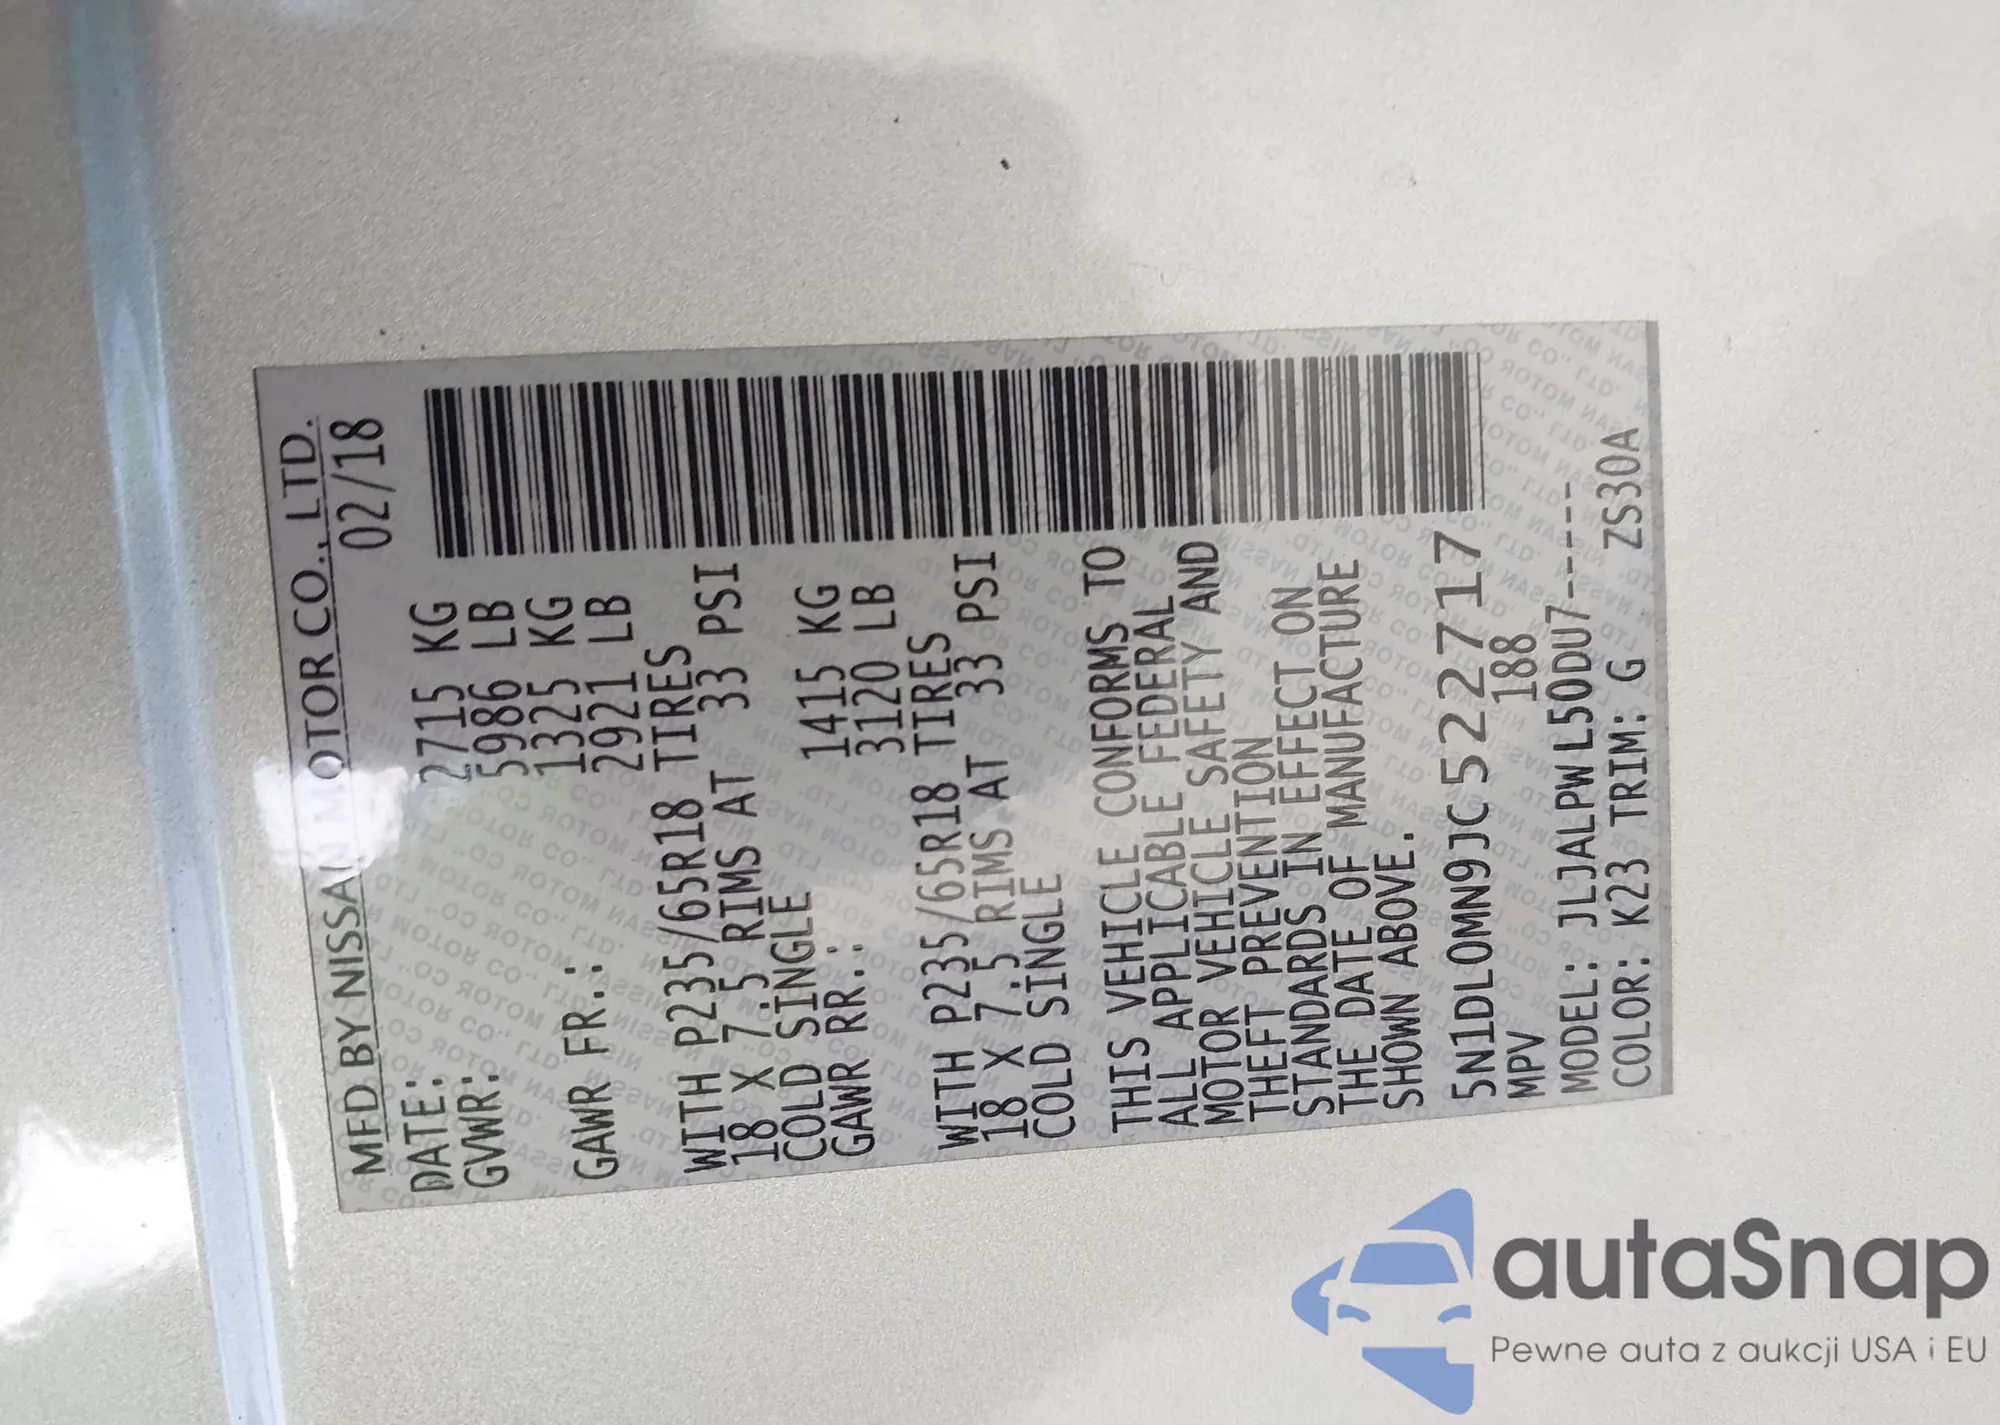 MFD BY NISSAN MOTOR CO., LTD.
DATE: 02/18
GVWR: 2715 KG
5986 LB
GAWR FR.: 1325 KG
2921 LB
WITH P235/65R18 TIRES
18 X 7.5 RIMS AT 33 PSI
COLD SINGLE
GAWR RR.: 1415 KG
3120 LB
WITH P235/65R18 TIRES
18 X 7.5 RIMS AT 33 PSI
COLD SINGLE
THIS VEHICLE CONFORMS TO
ALL APPLICABLE FEDERAL
MOTOR VEHICLE SAFETY AND
THEFT PREVENTION
STANDARDS IN EFFECT ON
THE DATE OF MANUFACTURE
SHOWN ABOVE.
5N1DL0MN9JC522717
MPV 188
MODEL: JLJALPWL50DU7-----
COLOR: K23 TRIM: G ZS30A
autaSnap
Pewne auta z aukcji USA i EU